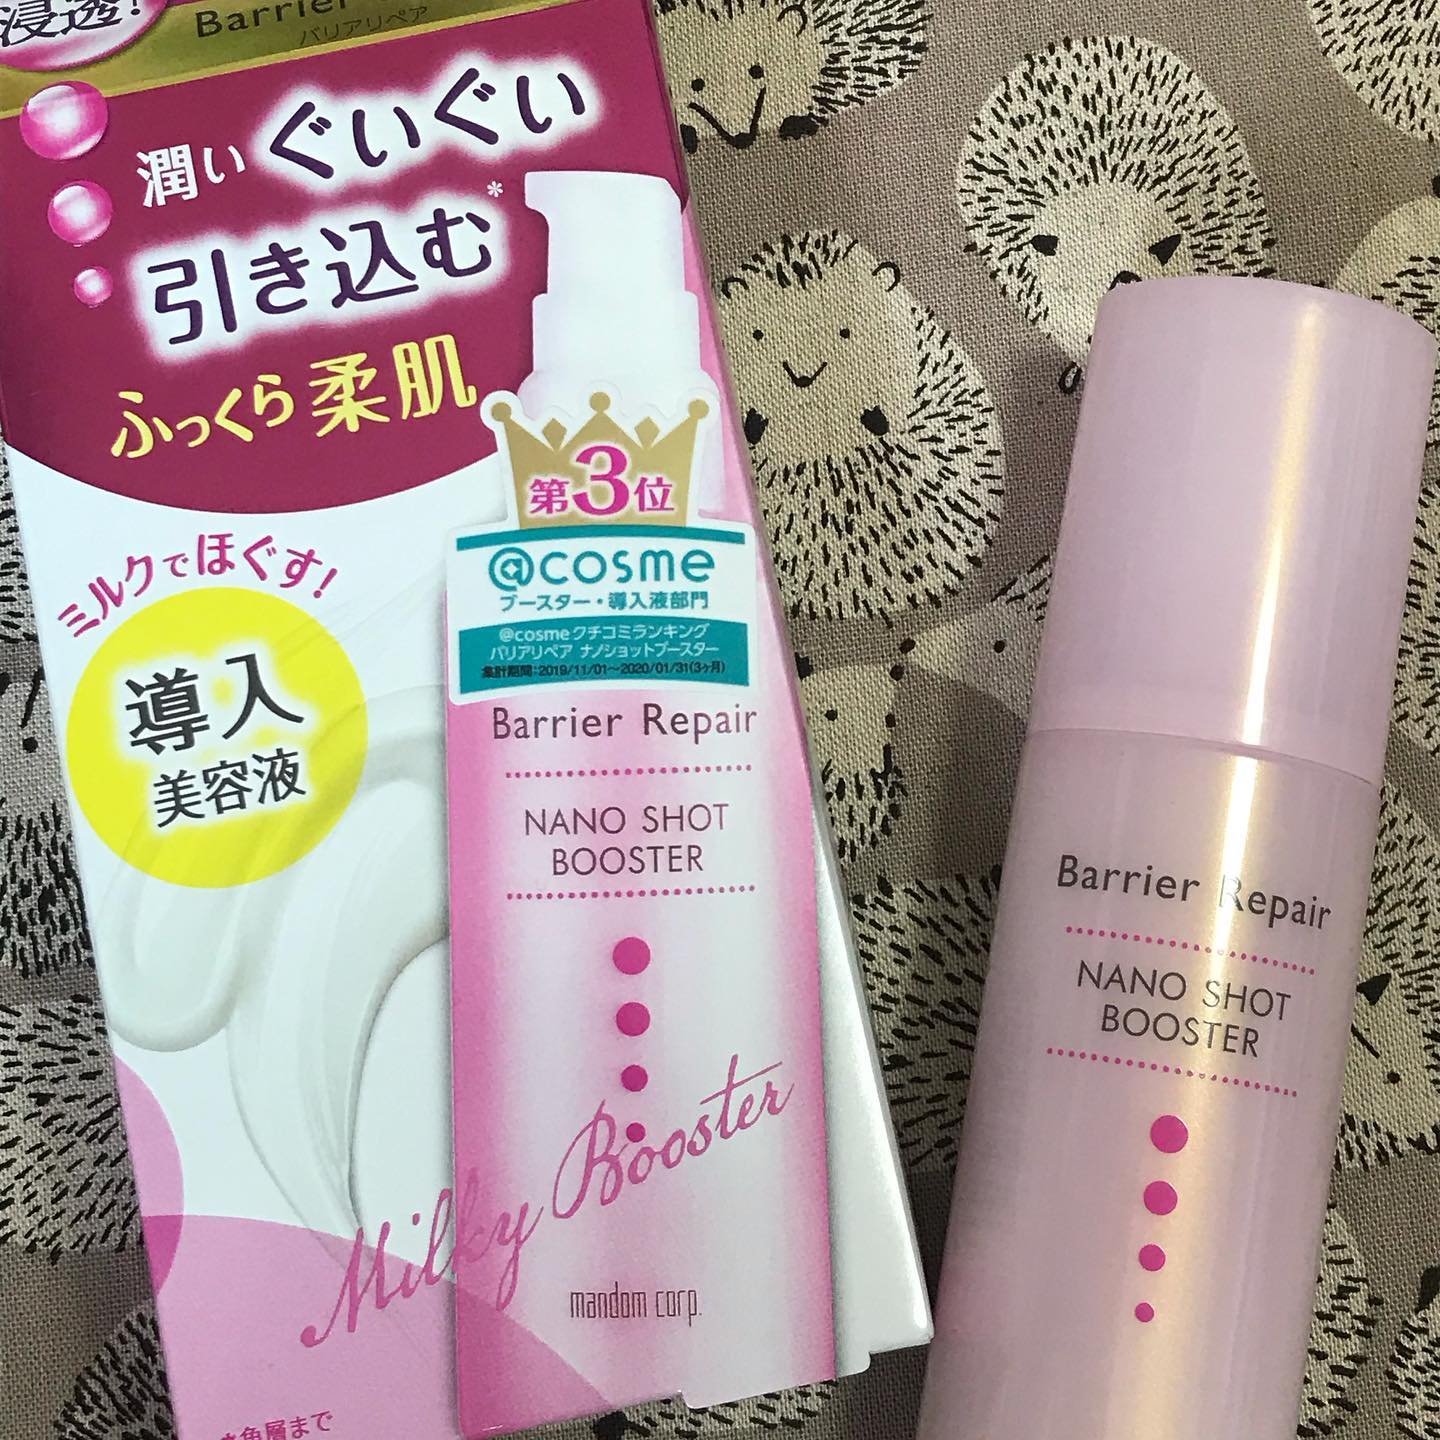 浸透!
Barrier
バリアリペア
潤いぐいぐい
引き込む*
ふっくら柔肌
ミルクでほぐす!
導入
美容液
第3位
@cosme
ブースター・導入液部門
@cosmeクチコミランキング
バリアリペア ナノショットブースター
集計期間:2019/11/01~2020/01/31(3ヶ月)
Barrier Repair
NANO SHOT
BOOSTER
Milky Booster
mandom corp.
*角層まで
Barrier Repair
NANO SHOT
BOOSTER